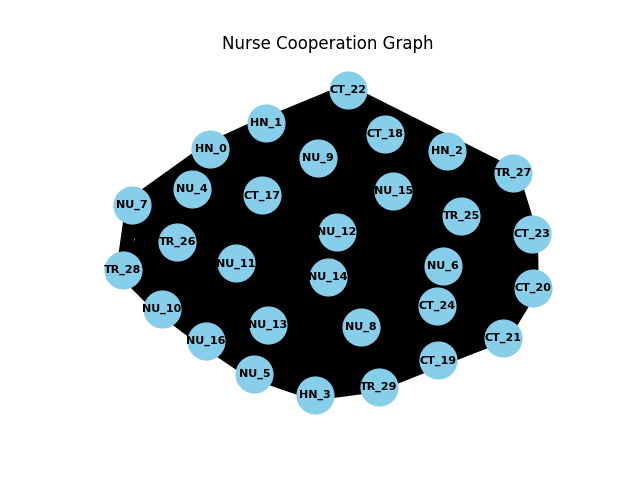 Nurse Cooperation Graph
CT_22
HN_1
CT_18
HN_0
HN_2
NU_9
TR_27
NU_4
NU_15
CT_17
NU_7
TR_25
NU_12
CT_23
TR_26
NU_11
NU_6
TR_28
NU_14
CT_20
CT_24
NU_10
NU_13
NU_8
CT_21
NU_16
CT_19
NU_5
TR_29
HN_3